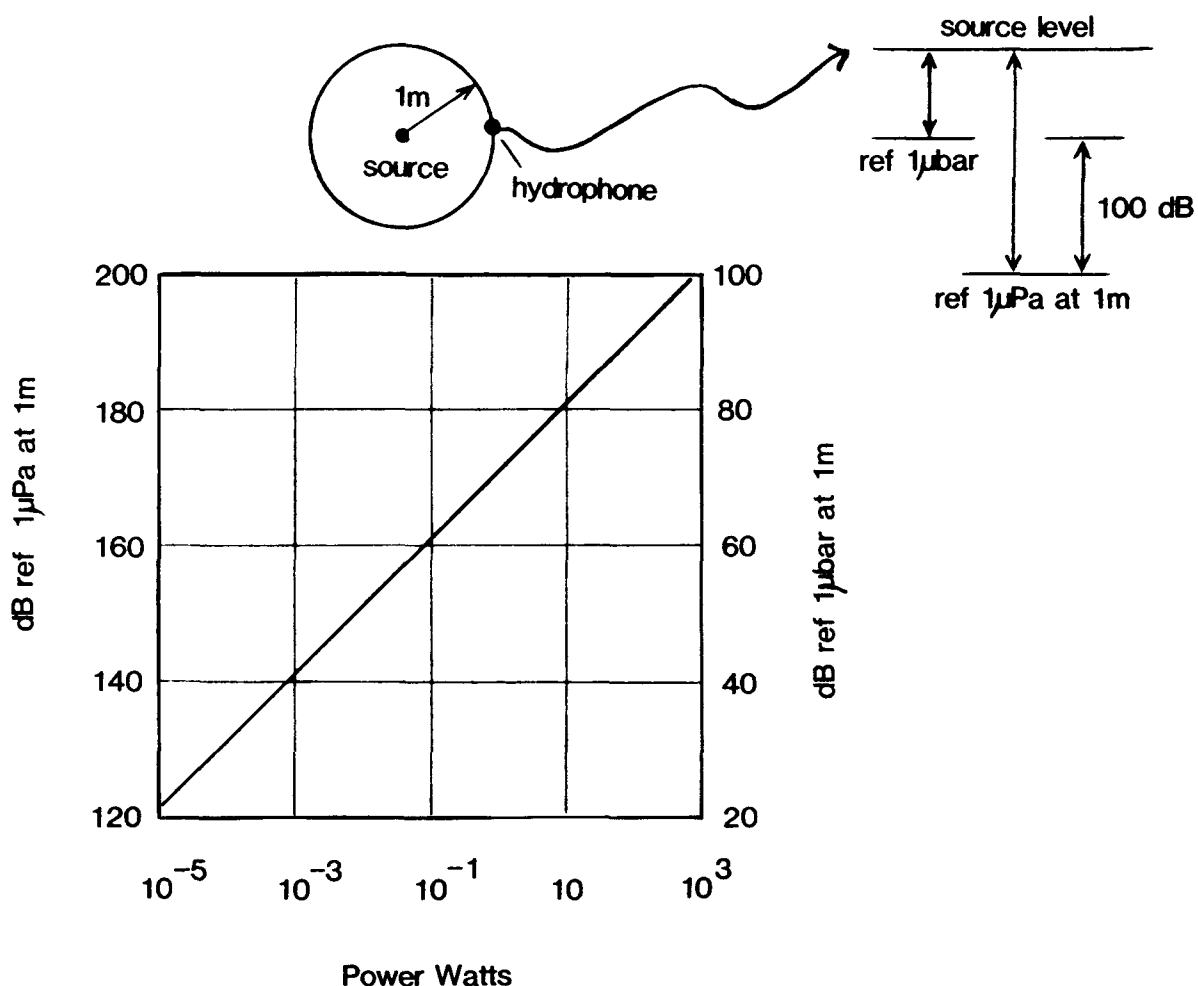 source level
1m
source
hydrophone
ref 1μbar
100 dB
ref 1μPa at 1m
200
180
160
140
120
100
80
60
40
20
dB ref 1μPa at 1m
dB ref 1μbar at 1m
10⁻⁵ 10⁻³ 10⁻¹ 10 10³
Power Watts